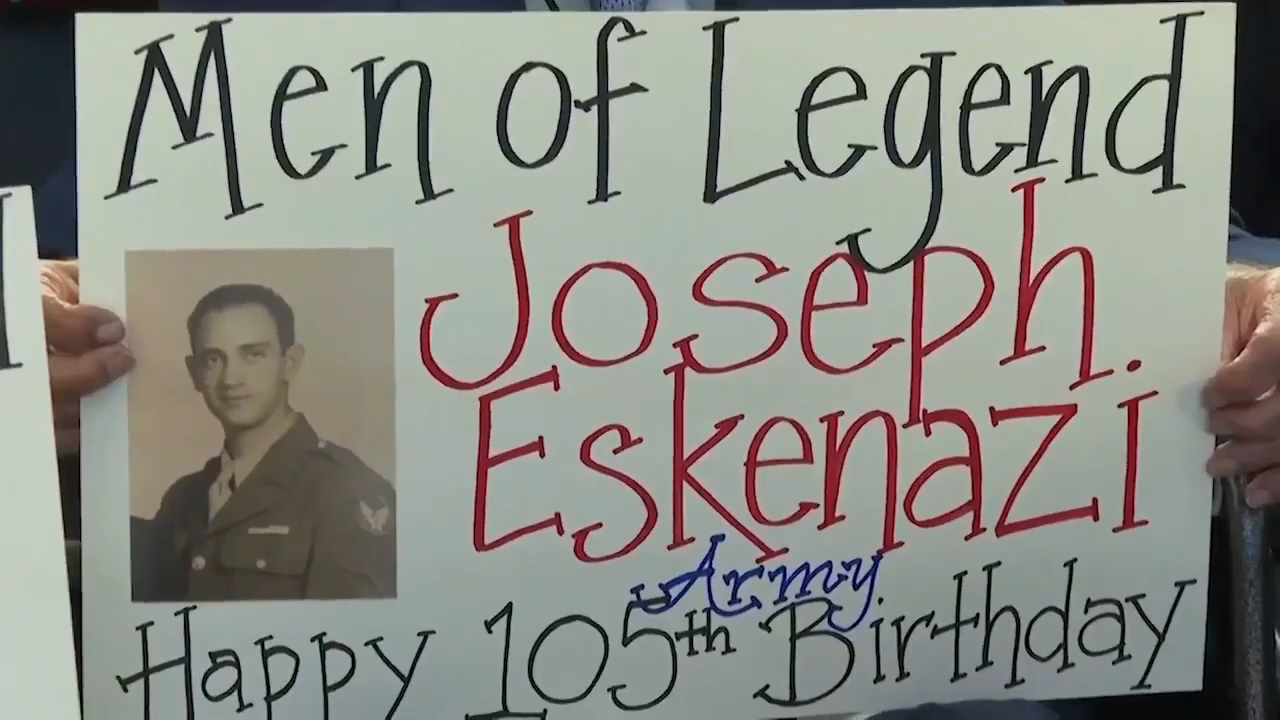 Men of Legend
Joseph.
Eskenazi
Army
Happy 105th Birthday